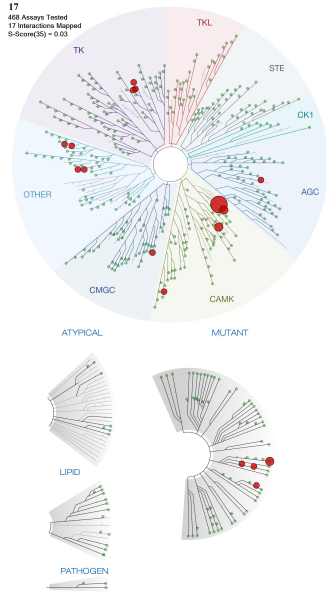 17
468 Assays Tested
17 Interactions Mapped
S-Score(35) = 0.03
TKL
TK
STE
CK1
AGC
OTHER
CMGC
CAMK
ATYPICAL
MUTANT
LIPID
PATHOGEN